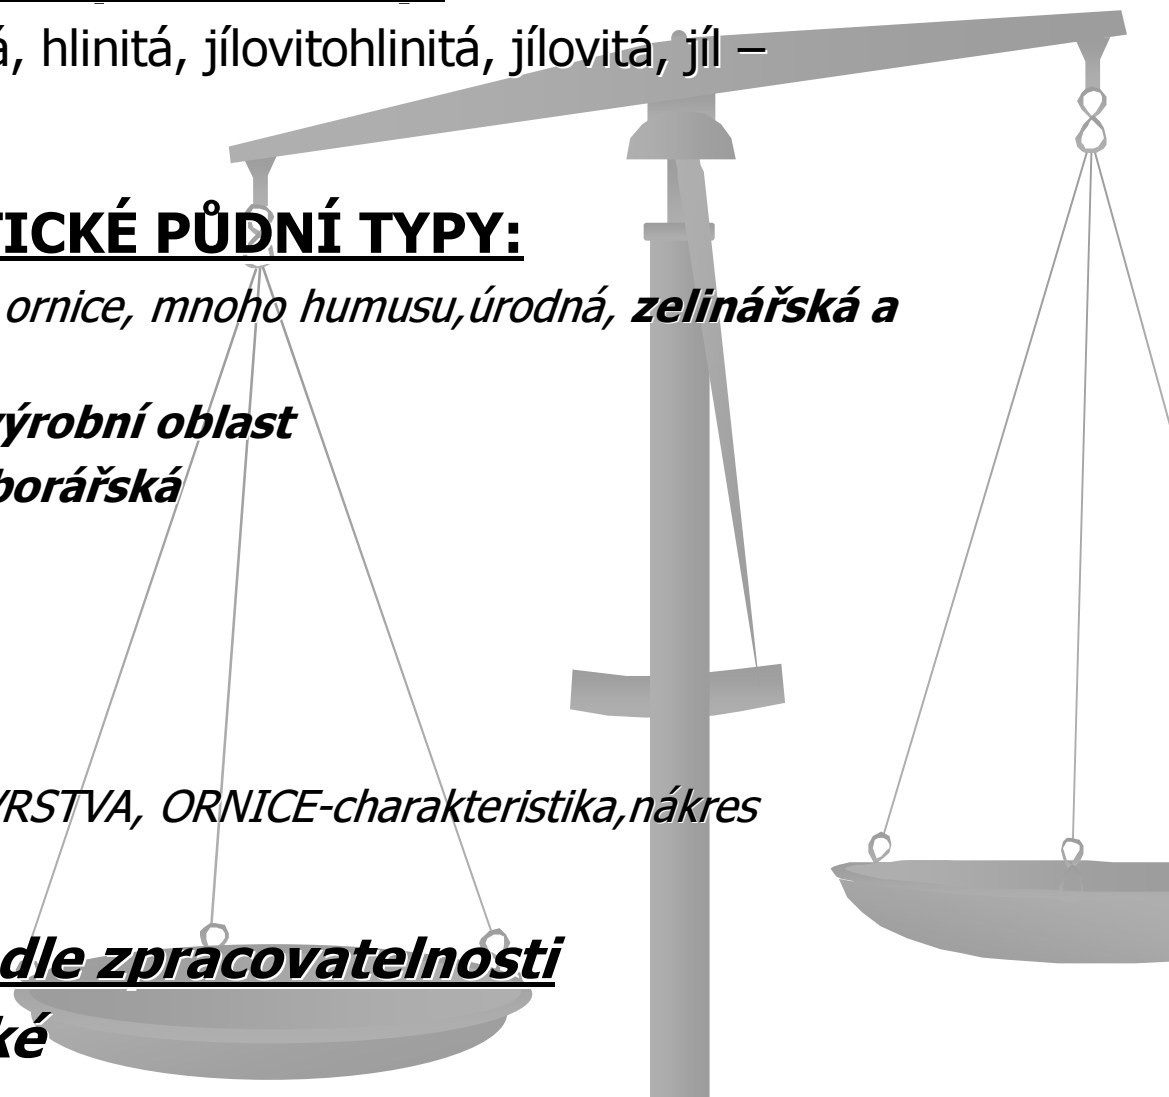 á, hlinitá, jílovitohlinitá, jílovitá, jíl –
TICKÉ PŮDNÍ TYPY:
ornice, mnoho humusu,úrodná, zelinářská a
výrobní oblast
borářská
VRSTVA, ORNICE-charakteristika,nákres
dle zpracovatelnosti
ké